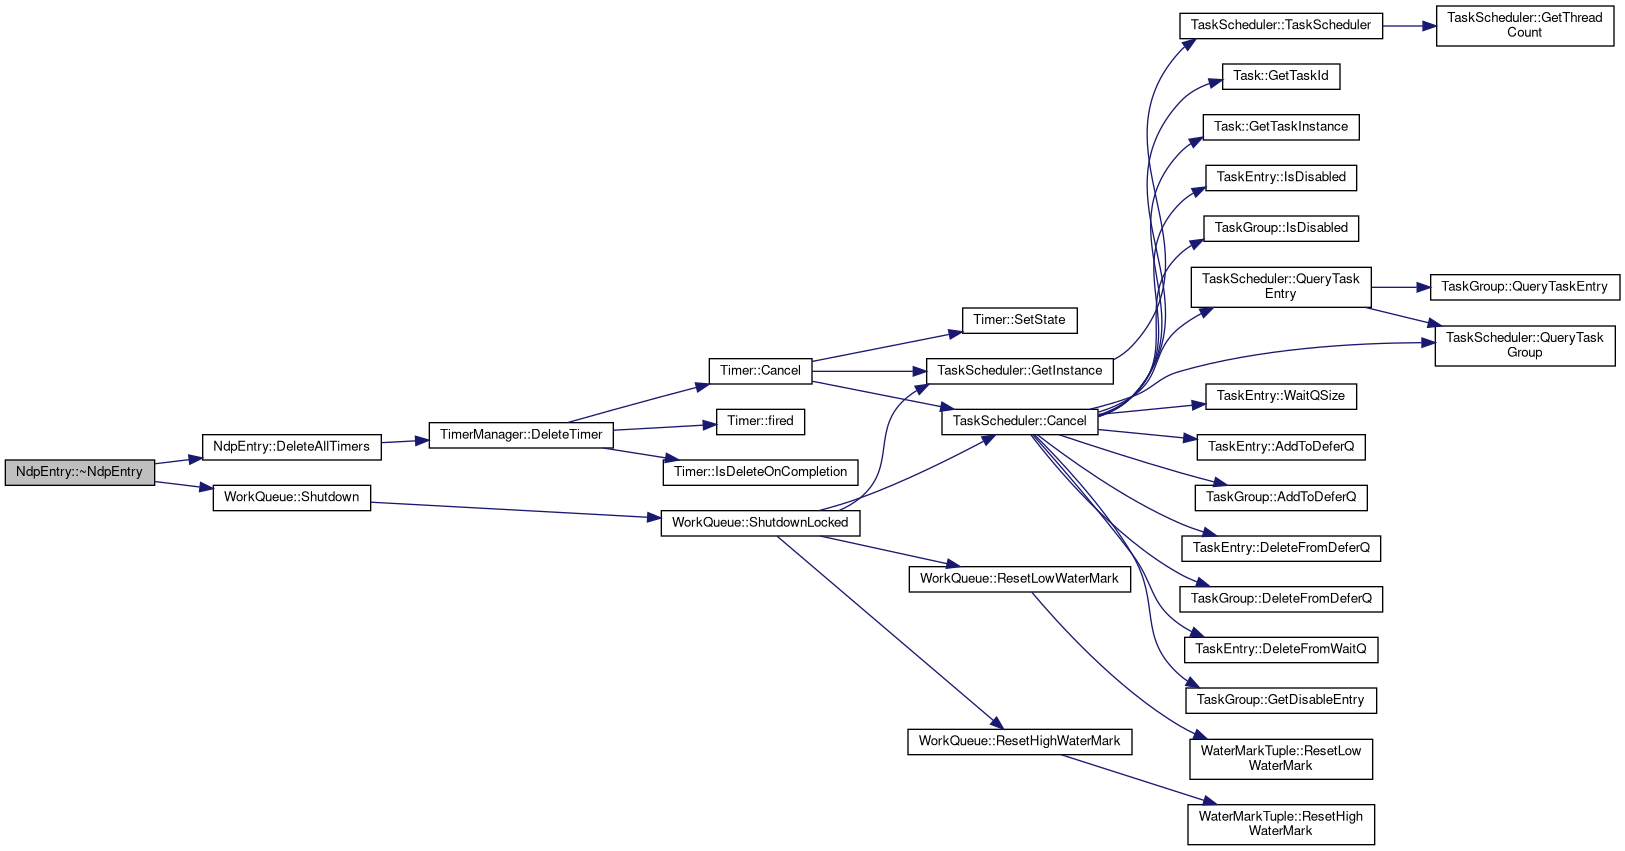 TaskScheduler::TaskScheduler
TaskScheduler::GetThread
Count
Task::GetTaskId
Task::GetTaskInstance
TaskEntry::IsDisabled
TaskGroup::IsDisabled
TaskScheduler::QueryTask
Entry
TaskGroup::QueryTaskEntry
TaskScheduler::QueryTask
Group
Timer::SetState
Timer::Cancel
TaskScheduler::GetInstance
TaskEntry::WaitQSize
Timer::fired
TaskScheduler::Cancel
TimerManager::DeleteTimer
NdpEntry::DeleteAllTimers
TaskEntry::AddToDeferQ
NdpEntry::~NdpEntry
Timer::IsDeleteOnCompletion
WorkQueue::Shutdown
TaskGroup::AddToDeferQ
WorkQueue::ShutdownLocked
TaskEntry::DeleteFromDeferQ
WorkQueue::ResetLowWaterMark
TaskGroup::DeleteFromDeferQ
TaskEntry::DeleteFromWaitQ
TaskGroup::GetDisableEntry
WorkQueue::ResetHighWaterMark
WaterMarkTuple::ResetLow
WaterMark
WaterMarkTuple::ResetHigh
WaterMark